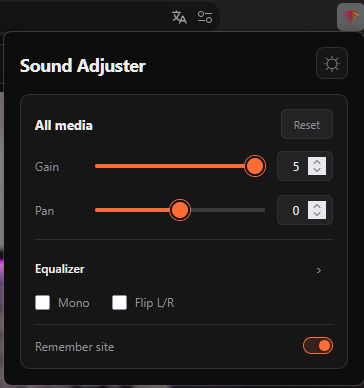 Sound Adjuster
All media
Reset
Gain
5
Pan
0
Equalizer
Mono
Flip L/R
Remember site